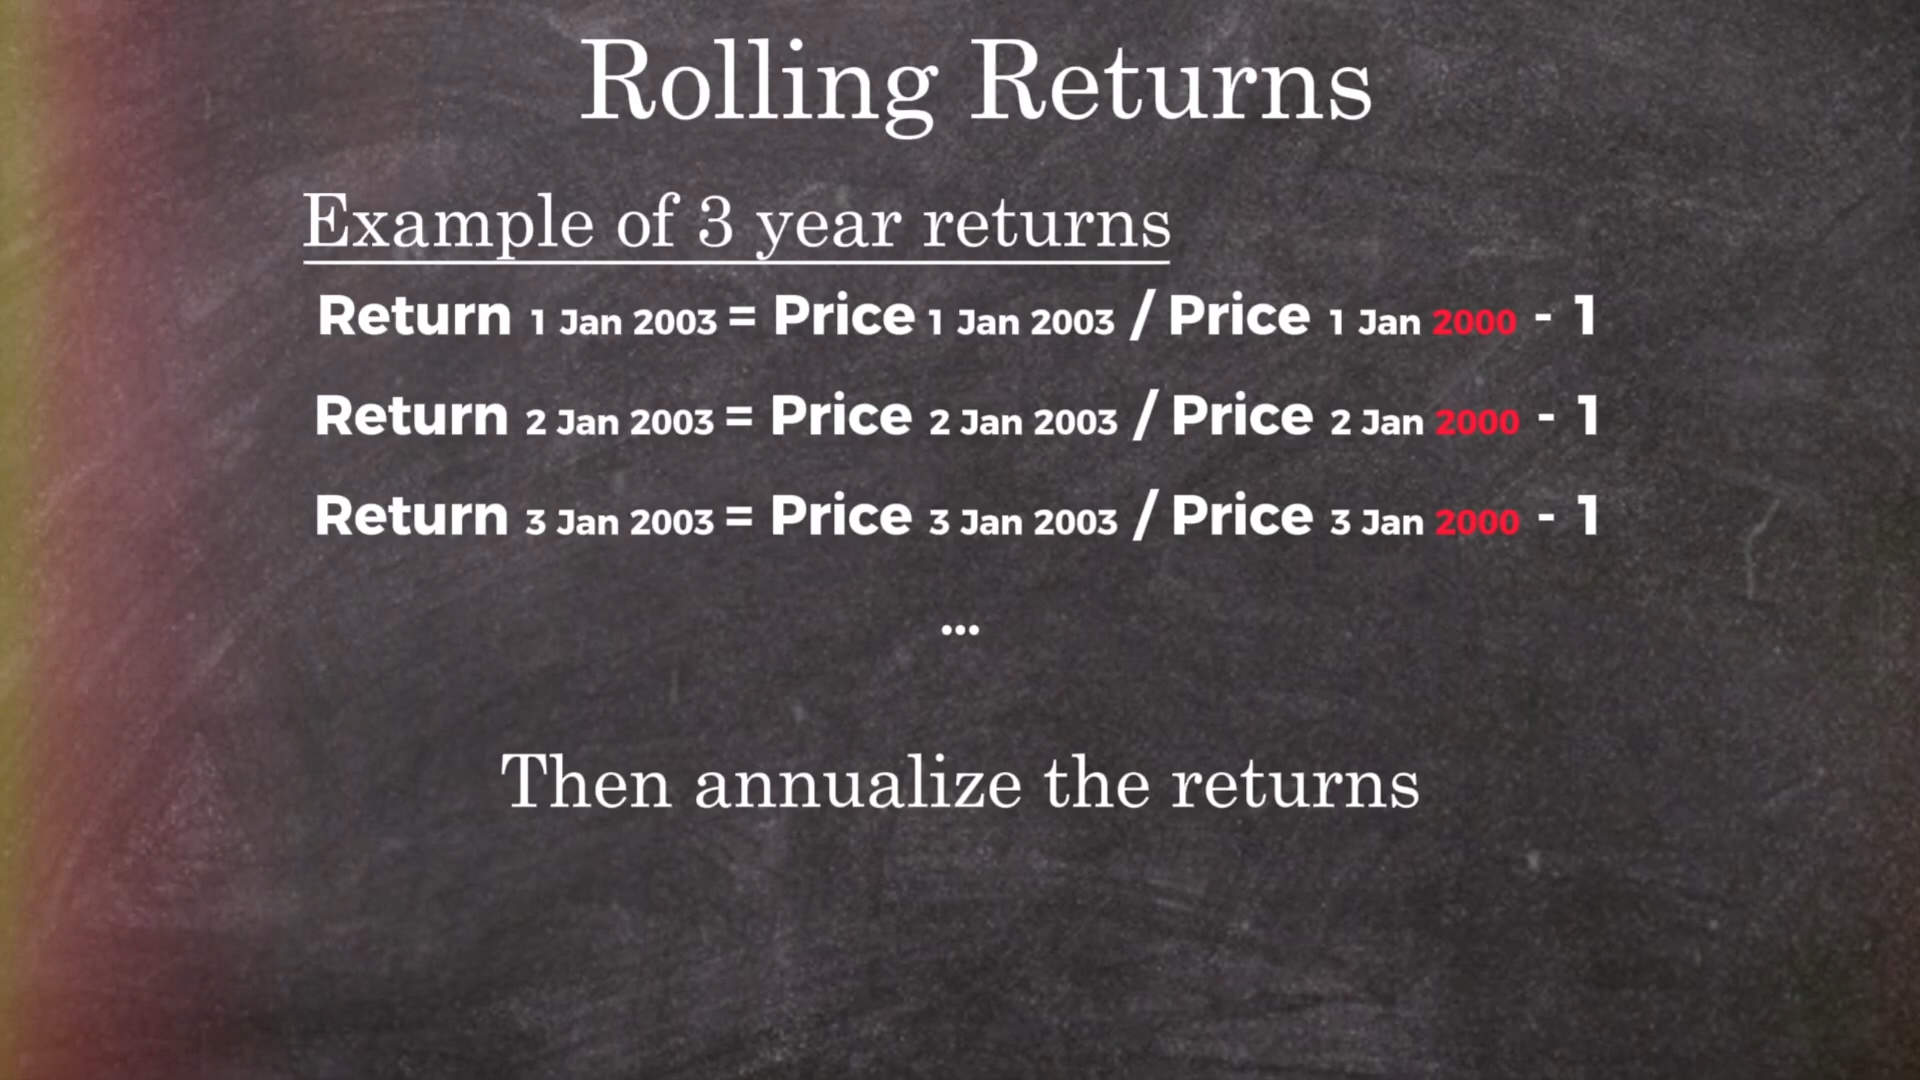 Rolling Returns
Example of 3 year returns
Return 1 Jan 2003 = Price 1 Jan 2003 / Price 1 Jan 2000 - 1
Return 2 Jan 2003 = Price 2 Jan 2003 / Price 2 Jan 2000 - 1
Return 3 Jan 2003 = Price 3 Jan 2003 / Price 3 Jan 2000 - 1
...
Then annualize the returns